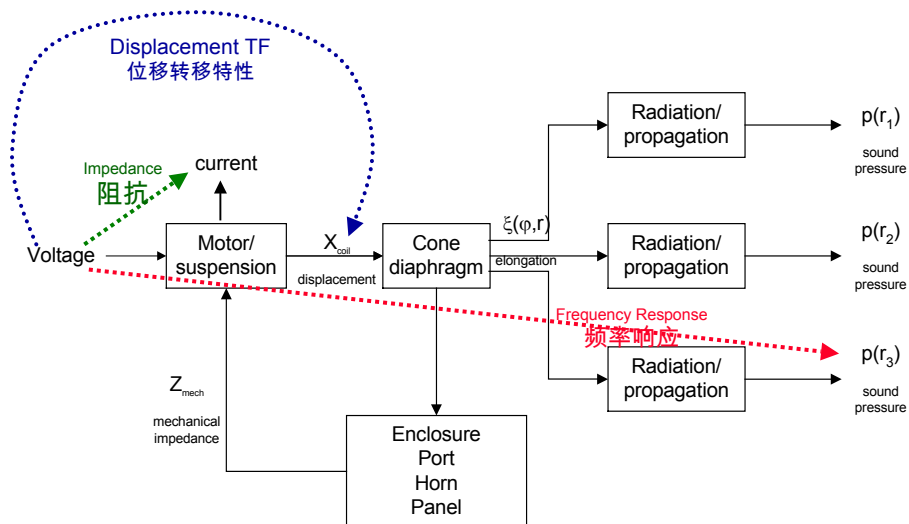 Displacement TF
位移转移特性
Impedance
阻抗
current
Voltage
Motor/
suspension
X_coil
displacement
Cone
diaphragm
ξ(φ,r)
elongation
Radiation/
propagation
p(r₁)
sound
pressure
Radiation/
propagation
p(r₂)
sound
pressure
Frequency Response
频率响应
Radiation/
propagation
p(r₃)
sound
pressure
Z_mech
mechanical
impedance
Enclosure
Port
Horn
Panel